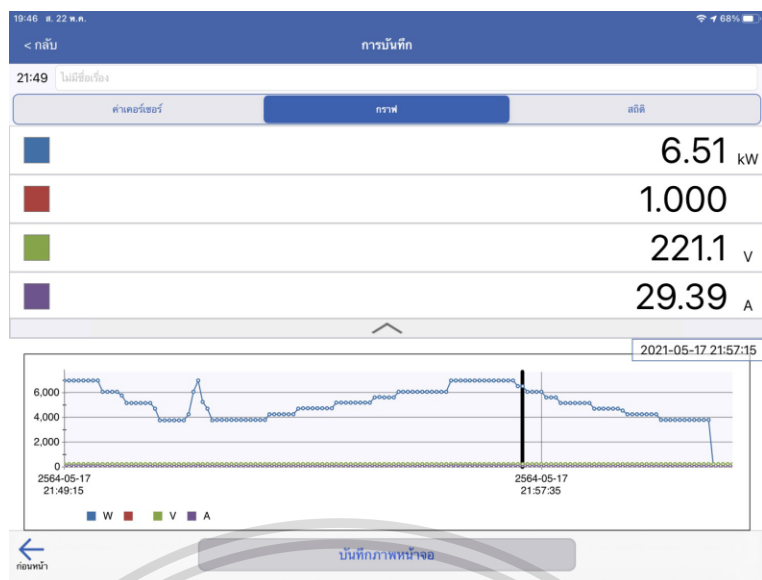 19:46 ส. 22 พ.ค. 68%
< กลับ การบันทึก
21:49 ไม่มีชื่อเรื่อง
ค่าเคอร์เซอร์ กราฟ สถิติ
6.51 kW
1.000
221.1 V
29.39 A
2021-05-17 21:57:15
6,000
4,000
2,000
0
2564-05-17 2564-05-17
21:49:15 21:57:35
W V A
ก่อนหน้า บันทึกภาพหน้าจอ